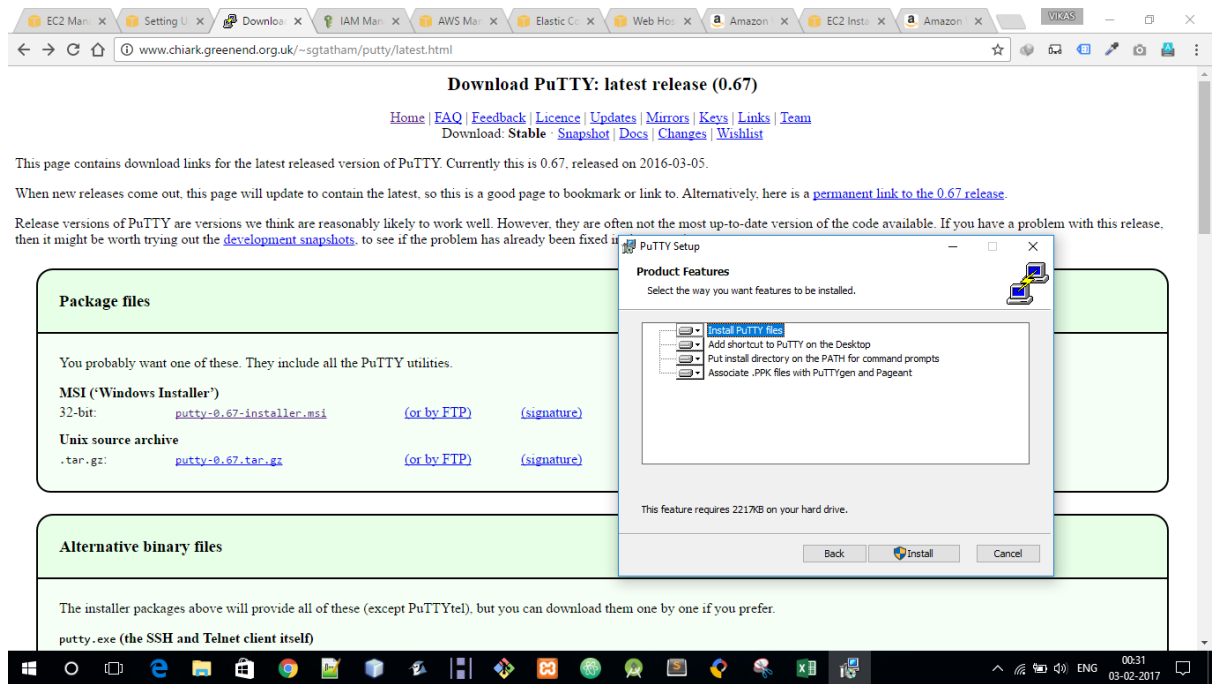 EC2 Man
Setting U
Downloa
IAM Man
AWS Mar
Elastic Co
Web Hos
Amazon
EC2 Insta
Amazon
VIKAS
www.chiark.greenend.org.uk/~sgtatham/putty/latest.html
Download PuTTY: latest release (0.67)
Home | FAQ | Feedback | Licence | Updates | Mirrors | Keys | Links | Team
Download: Stable · Snapshot | Docs | Changes | Wishlist
This page contains download links for the latest released version of PuTTY. Currently this is 0.67, released on 2016-03-05.
When new releases come out, this page will update to contain the latest, so this is a good page to bookmark or link to. Alternatively, here is a permanent link to the 0.67 release.
Release versions of PuTTY are versions we think are reasonably likely to work well. However, they are often not the most up-to-date version of the code available. If you have a problem with this release,
then it might be worth trying out the development snapshots, to see if the problem has already been fixed i
Package files
You probably want one of these. They include all the PuTTY utilities.
MSI (‘Windows Installer’)
32-bit: putty-0.67-installer.msi (or by FTP) (signature)
Unix source archive
.tar.gz: putty-0.67.tar.gz (or by FTP) (signature)
Alternative binary files
The installer packages above will provide all of these (except PuTTYtel), but you can download them one by one if you prefer.
putty.exe (the SSH and Telnet client itself)
PuTTY Setup
Product Features
Select the way you want features to be installed.
Install PuTTY files
Add shortcut to PuTTY on the Desktop
Put install directory on the PATH for command prompts
Associate .PPK files with PuTTYgen and Pageant
This feature requires 2217KB on your hard drive.
Back Install Cancel
ENG
00:31
03-02-2017